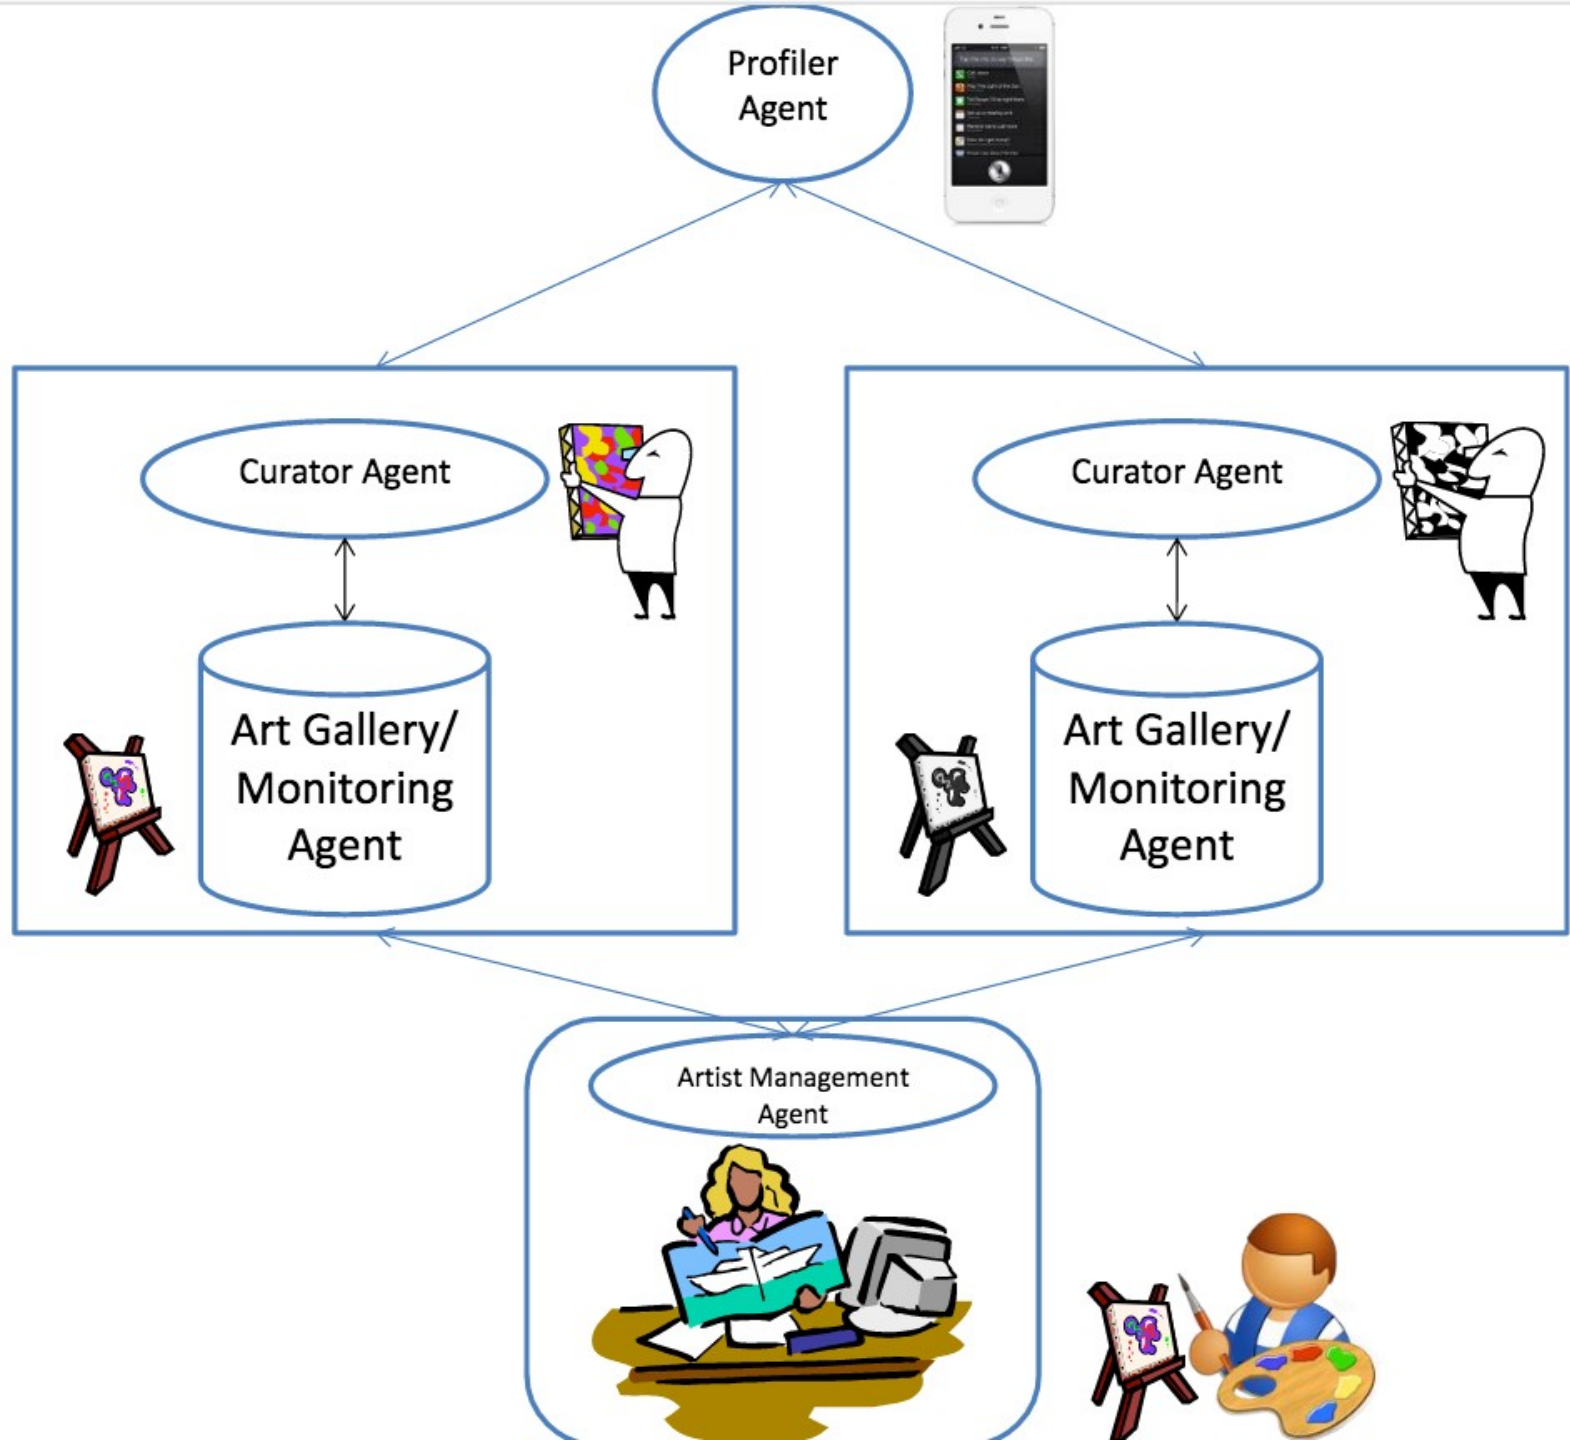 Profiler
Agent
Curator Agent
Art Gallery/
Monitoring
Agent
Curator Agent
Art Gallery/
Monitoring
Agent
Artist Management
Agent